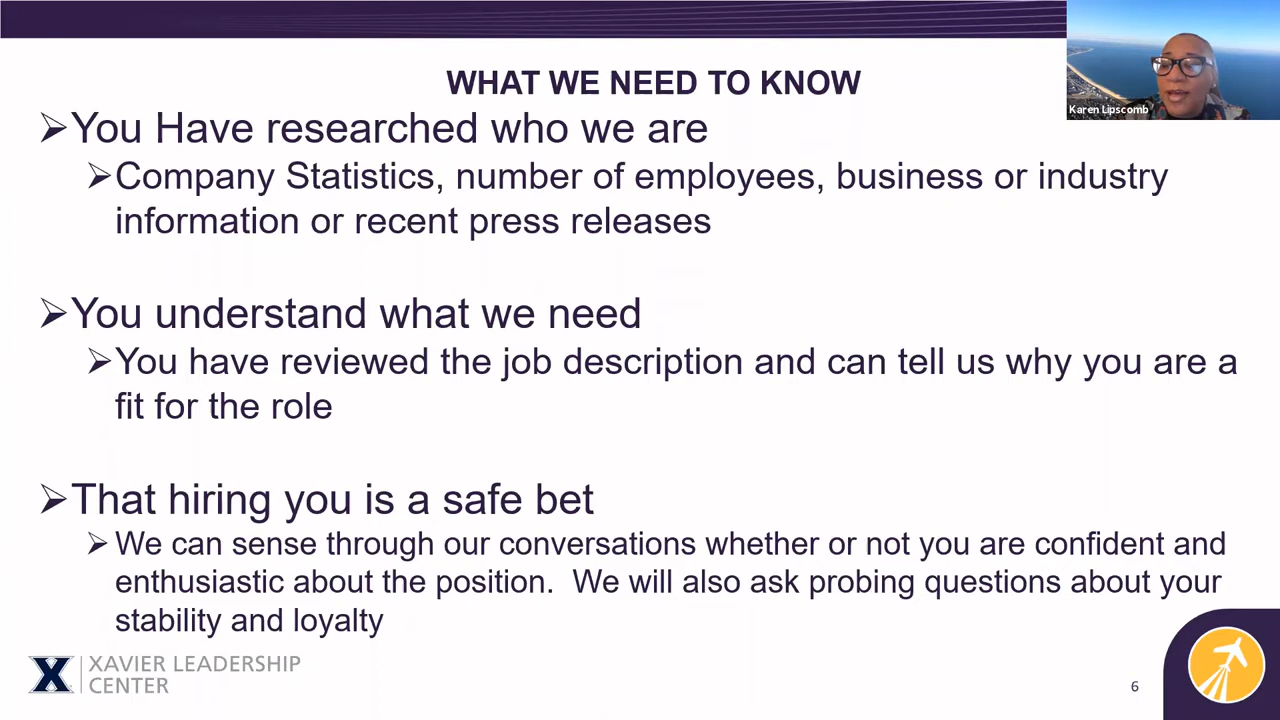 WHAT WE NEED TO KNOW
Karen Lipscomb
➢You Have researched who we are
➢Company Statistics, number of employees, business or industry
information or recent press releases
➢You understand what we need
➢You have reviewed the job description and can tell us why you are a
fit for the role
➢That hiring you is a safe bet
➢ We can sense through our conversations whether or not you are confident and
enthusiastic about the position.  We will also ask probing questions about your
stability and loyalty
X
XAVIER LEADERSHIP
CENTER
6